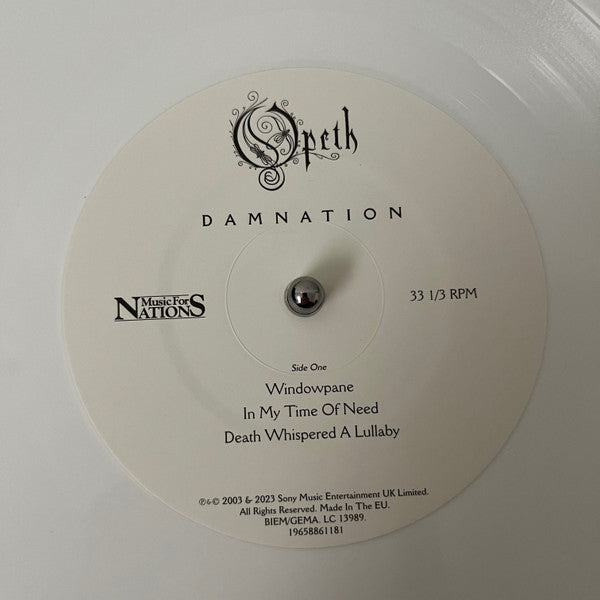 Opeth
DAMNATION
Music For
NATIONS
33 1/3 RPM
Side One
Windowpane
In My Time Of Need
Death Whispered A Lullaby
℗&© 2003 & 2023 Sony Music Entertainment UK Limited.
All Rights Reserved. Made In The EU.
BIEM/GEMA. LC 13989.
19658861181